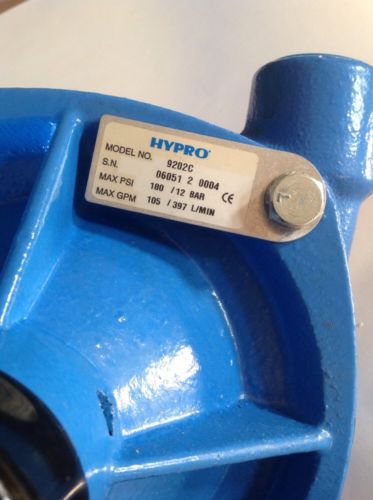 HYPRO®
MODEL NO. 9202C
S.N. 06051 2 0004
MAX PSI 180 / 12 BAR CE
MAX GPM 105 / 397 L/MIN